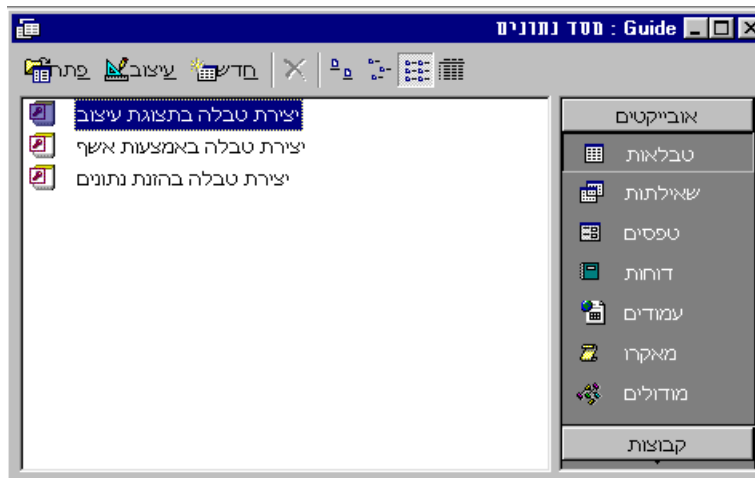 מסד נתונים : Guide
פתח עיצוב חדש
אובייקטים
טבלאות
שאילתות
טפסים
דוחות
עמודים
מאקרו
מודולים
קבוצות
יצירת טבלה בתצוגת עיצוב
יצירת טבלה באמצעות אשף
יצירת טבלה בהזנת נתונים